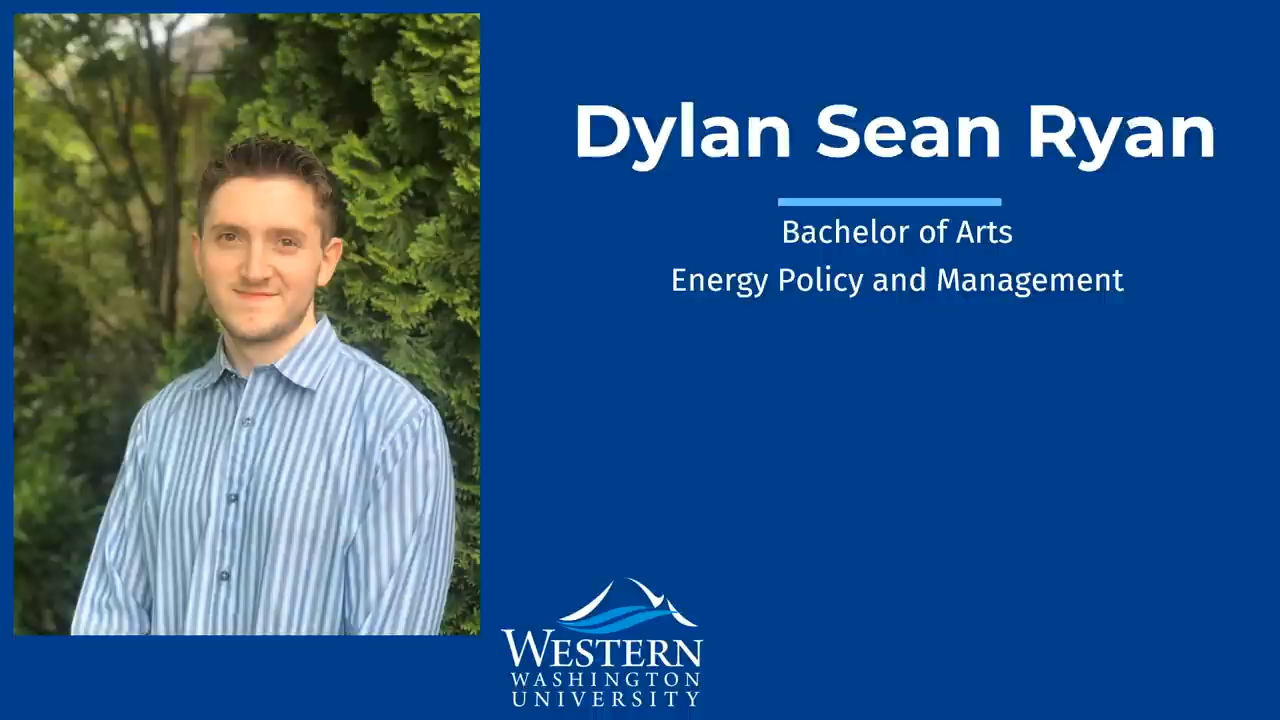 Dylan Sean Ryan
Bachelor of Arts
Energy Policy and Management
WESTERN
WASHINGTON
UNIVERSITY